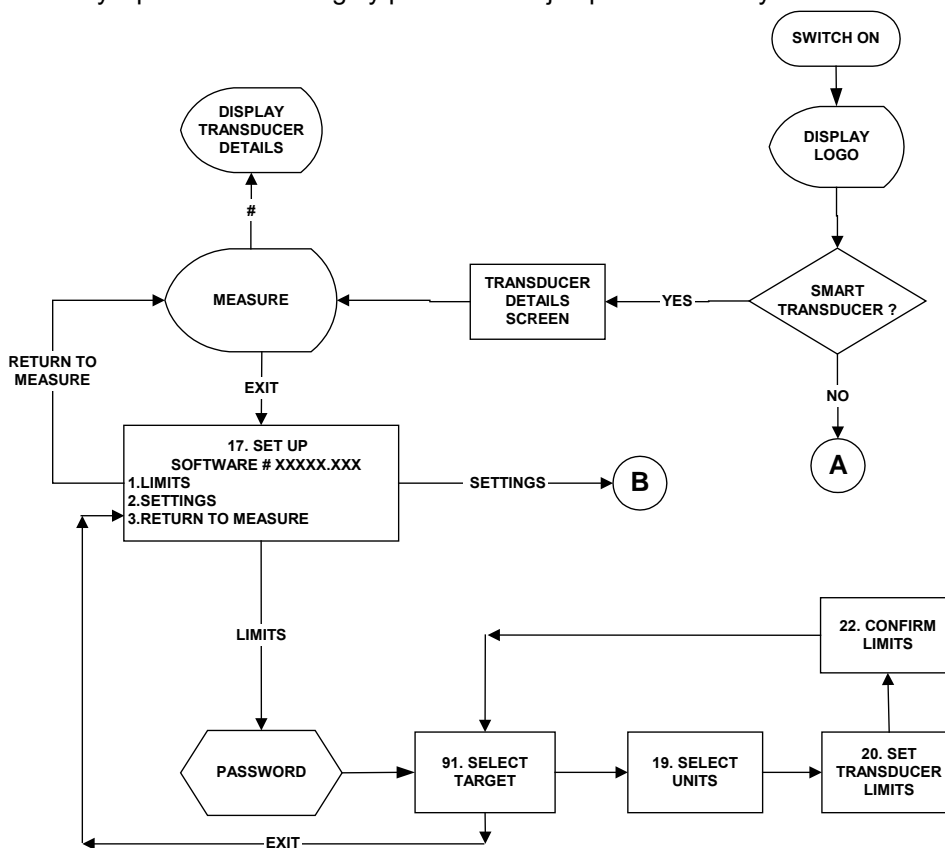 SWITCH ON
DISPLAY
LOGO
DISPLAY
TRANSDUCER
DETAILS
#
MEASURE
TRANSDUCER
DETAILS
SCREEN
YES
SMART
TRANSDUCER ?
RETURN TO
MEASURE
EXIT
NO
A
17. SET UP
SOFTWARE # XXXXX.XXX
1.LIMITS
2.SETTINGS
3.RETURN TO MEASURE
SETTINGS
B
LIMITS
22. CONFIRM
LIMITS
PASSWORD
91. SELECT
TARGET
19. SELECT
UNITS
20. SET
TRANSDUCER
LIMITS
EXIT